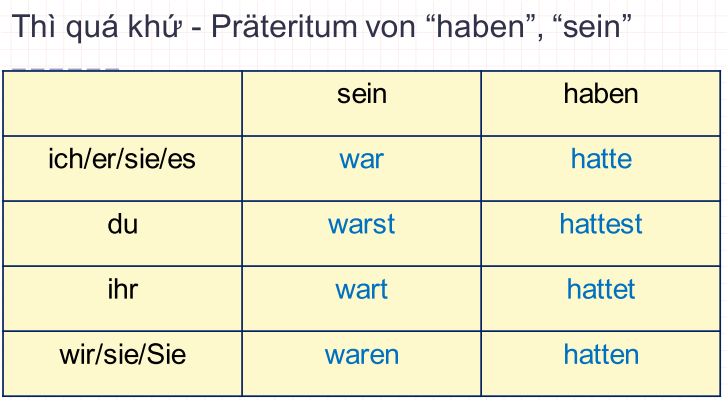 Thì quá khứ - Präteritum von “haben”, “sein”
sein haben
ich/er/sie/es war hatte
du warst hattest
ihr wart hattet
wir/sie/Sie waren hatten